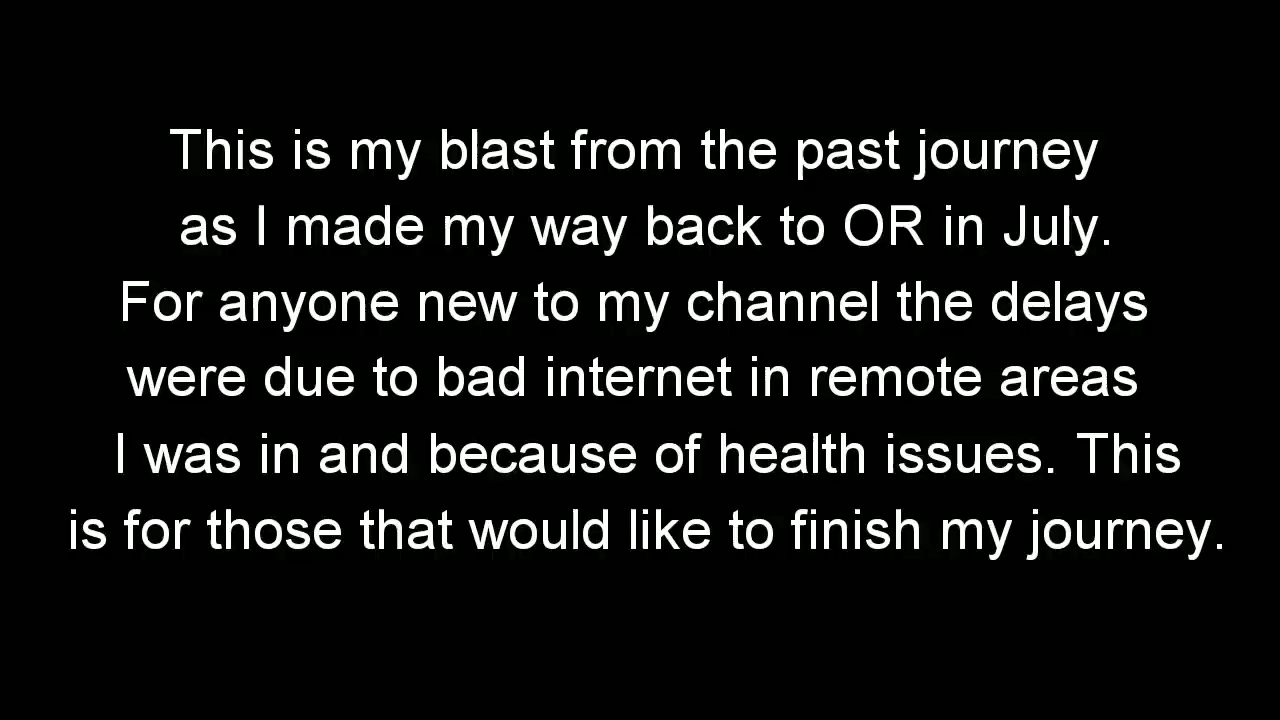 This is my blast from the past journey
as I made my way back to OR in July.
For anyone new to my channel the delays
were due to bad internet in remote areas
I was in and because of health issues. This
is for those that would like to finish my journey.